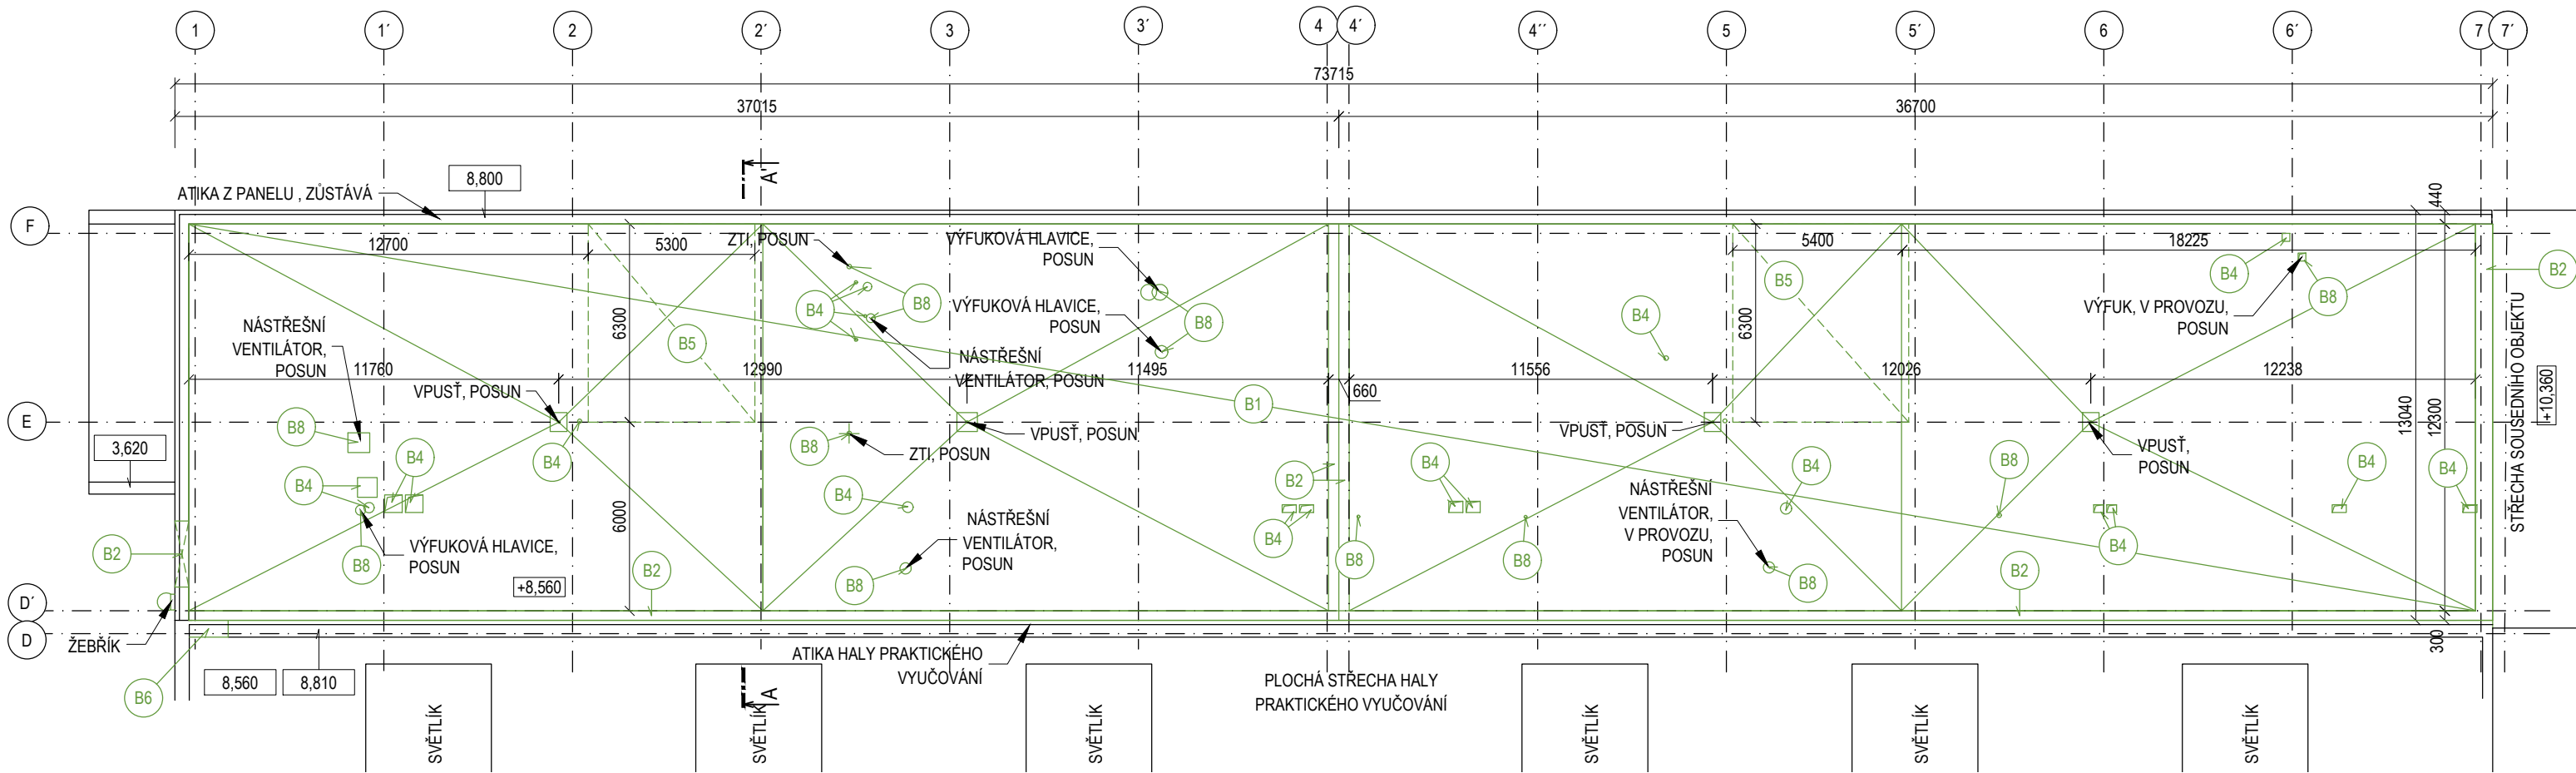 1
1´
2
2´
3
3´
4
4´
4´´
5
5´
6
6´
7
7´
73715
37015
36700
A'
8,800
ATIKA Z PANELU , ZŮSTÁVÁ
440
F
12700
5300
ZTI, POSUN
VÝFUKOVÁ HLAVICE,
POSUN
5400
18225
B4
B5
B2
B8
B4
B8
VÝFUKOVÁ HLAVICE,
POSUN
B8
B4
VÝFUK, V PROVOZU,
POSUN
NÁSTŘEŠNÍ
VENTILÁTOR,
POSUN
6300
B5
NÁSTŘEŠNÍ
VENTILÁTOR, POSUN
6300
STŘECHA SOUSEDNÍHO OBJEKTU
11760
12990
11495
11556
12026
12238
VPUSŤ, POSUN
B1
660
+10,360
E
B8
B8
VPUSŤ, POSUN
VPUSŤ, POSUN
VPUSŤ,
POSUN
13040
12300
3,620
B4
B4
B4
ZTI, POSUN
B2
B4
B4
B8
B4
B4
B4
NÁSTŘEŠNÍ
VENTILÁTOR,
POSUN
NÁSTŘEŠNÍ
VENTILÁTOR,
V PROVOZU,
POSUN
6000
B2
B8
VÝFUKOVÁ HLAVICE,
POSUN
B4
B8
B8
B4
+8,560
B2
B8
B8
B2
D´
D
ŽEBŘÍK
300
8,560
8,810
B6
ATIKA HALY PRAKTICKÉHO
VYUČOVÁNÍ
A
PLOCHÁ STŘECHA HALY
PRAKTICKÉHO VYUČOVÁNÍ
SVĚTLÍK
SVĚTLÍK
SVĚTLÍK
SVĚTLÍK
SVĚTLÍK
SVĚTLÍK